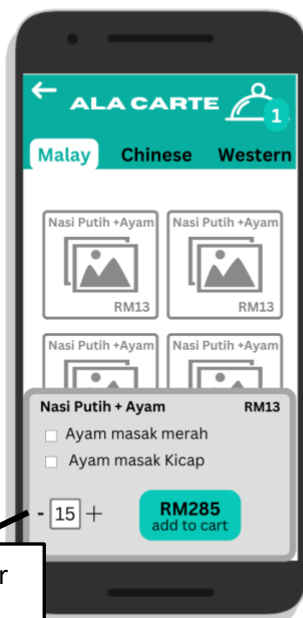 ALA CARTE
1
Malay Chinese Western
Nasi Putih +Ayam Nasi Putih +Ayam
RM13 RM13
Nasi Putih +Ayam Nasi Putih +Ayam
Nasi Putih + Ayam RM13
Ayam masak merah
Ayam masak Kicap
- 15 + RM285
add to cart
r